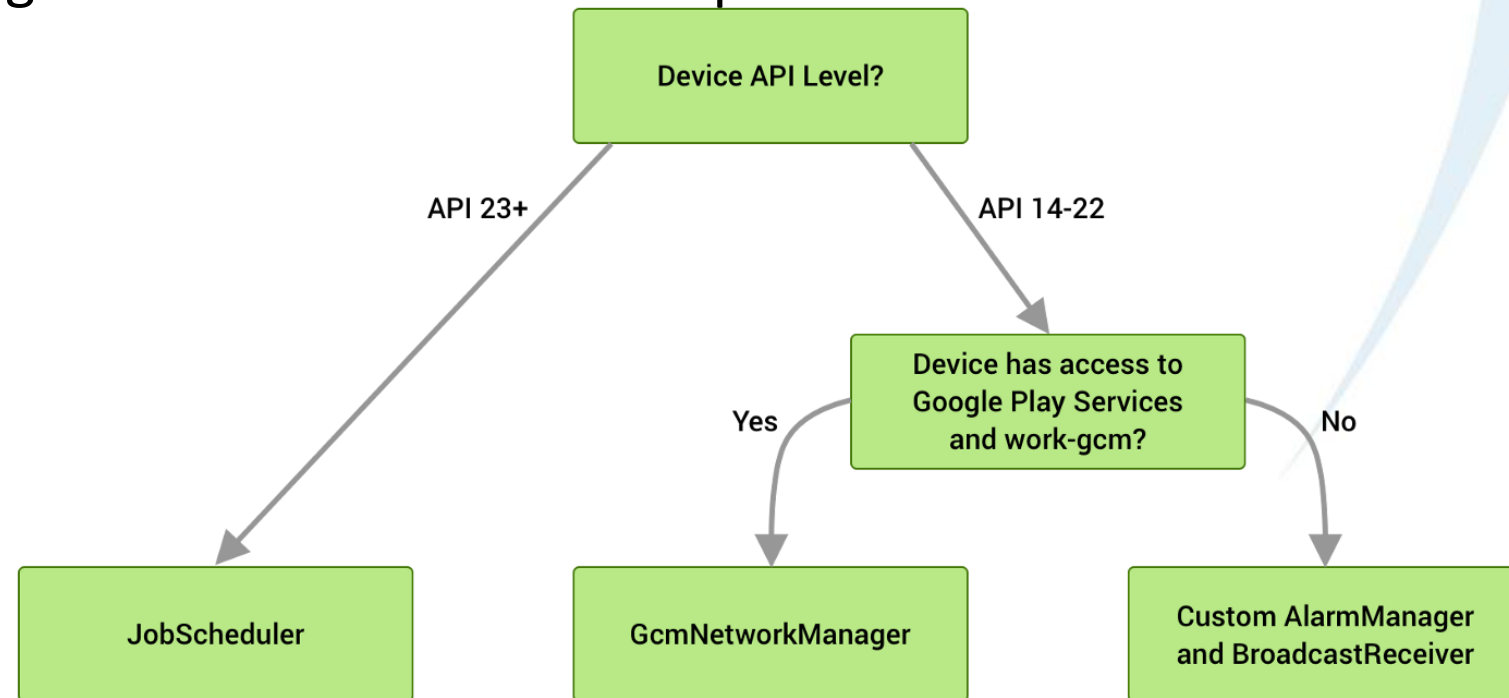 Device API Level?
API 23+
API 14-22
Device has access to
Google Play Services
and work-gcm?
Yes
No
JobScheduler
GcmNetworkManager
Custom AlarmManager
and BroadcastReceiver